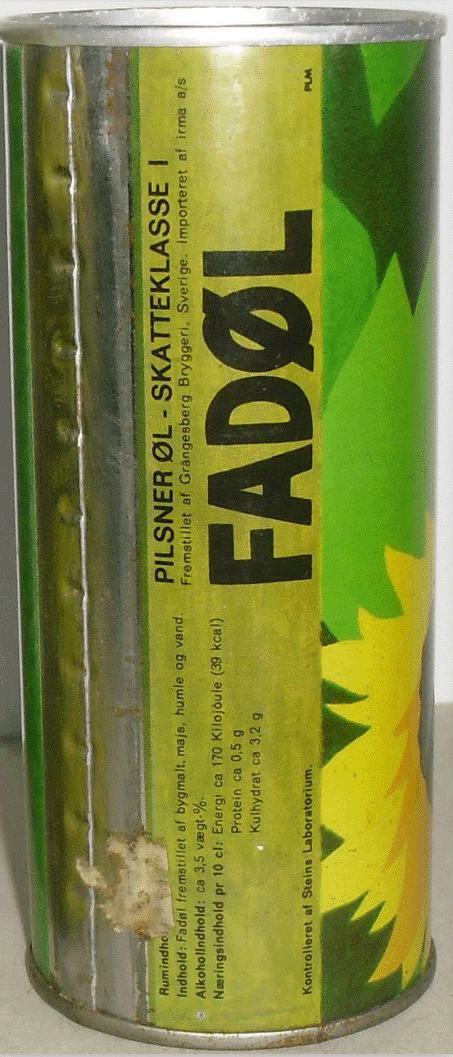 PILSNER ØL - SKATTEKLASSE I
Fremstillet af Grängesberg Bryggeri, Sverige. Importeret af irma a/s
FADØL
PLM
Indhold: Fadøl fremstillet af bygmalt, majs, humle og vand.
Alkoholindhold: ca 3,5 vægt-%.
Næringsindhold pr 10 cl: Energi ca 170 Kilojoule (39 kcal)
Protein ca 0,5 g
Kulhydrat ca 3,2 g
Kontrolleret af Steins Laboratorium.